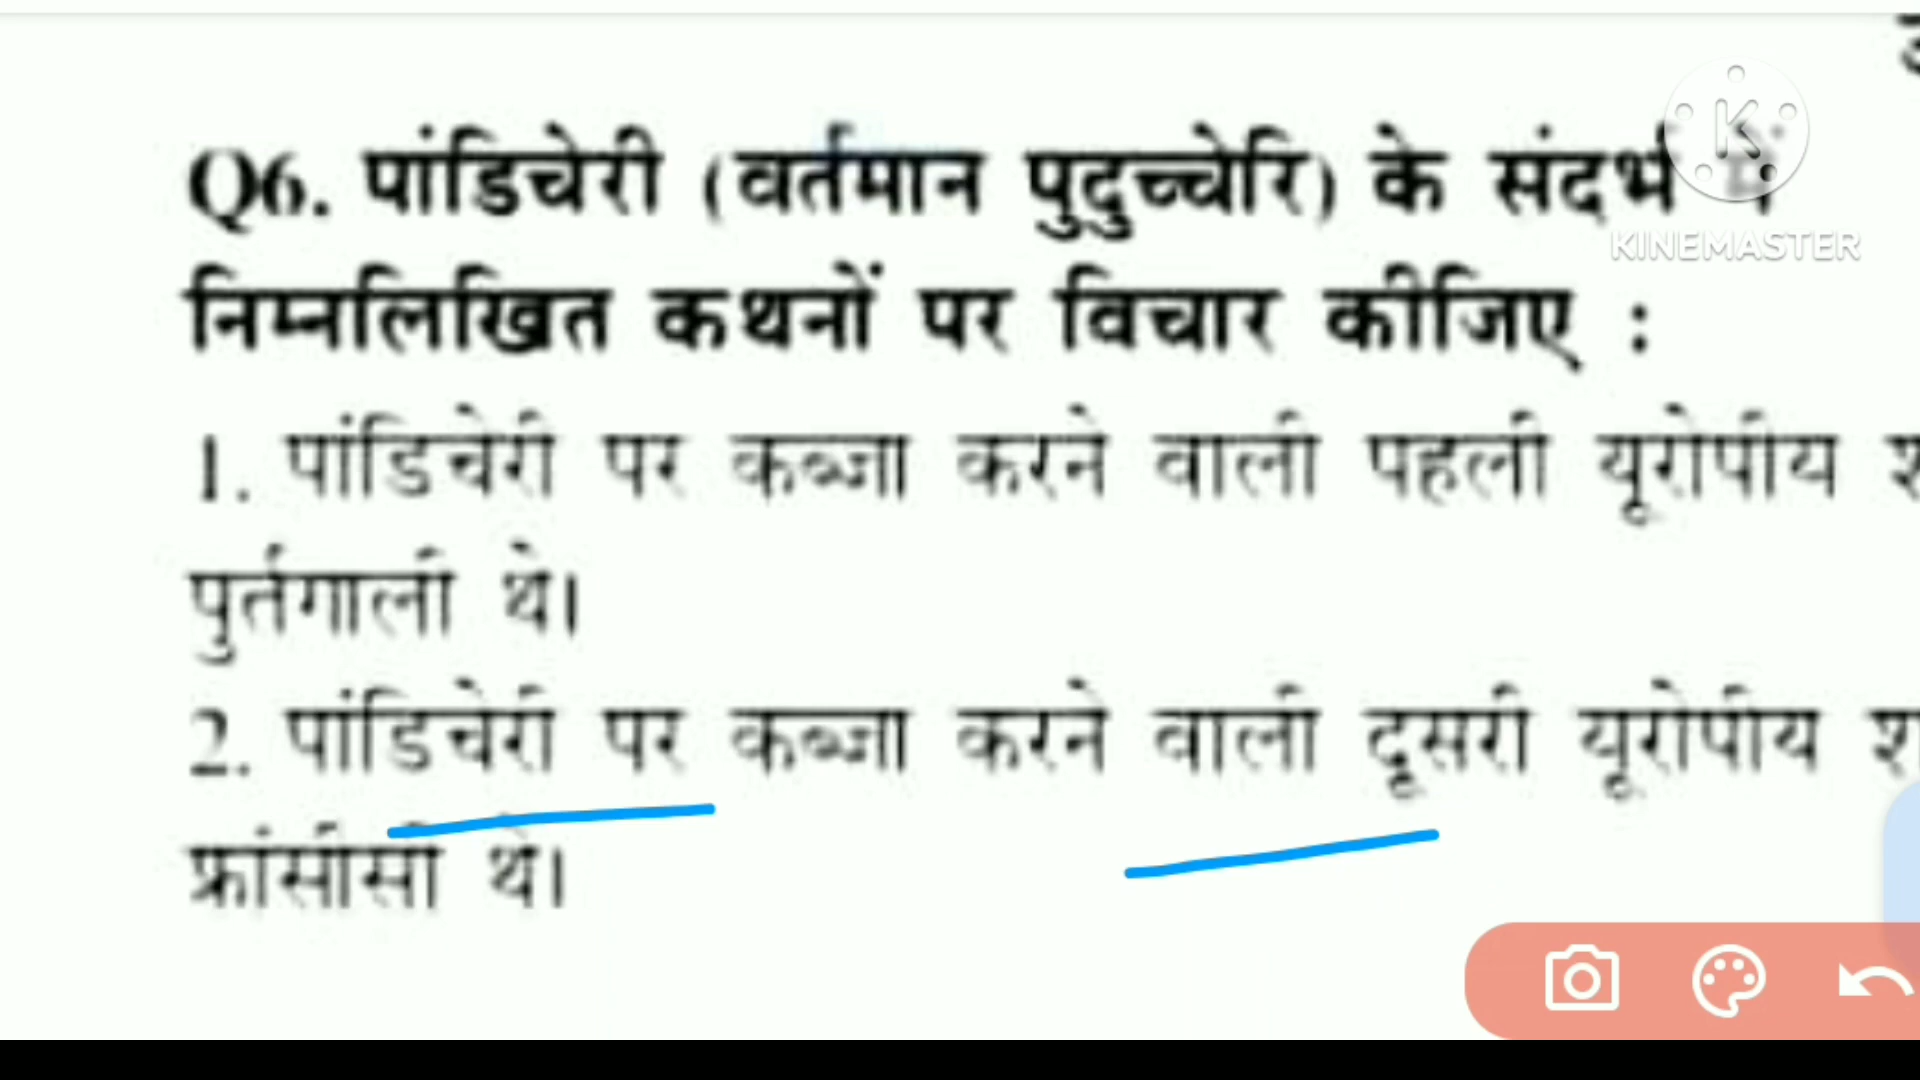 Q6. पांडिचेरी (वर्तमान पुदुच्चेरि) के संदर्भ में
KINEMASTER
निम्नलिखित कथनों पर विचार कीजिए :
1. पांडिचेरी पर कब्जा करने वाली पहली यूरोपीय
पुर्तगाली थे।
2. पांडिचेरी पर कब्जा करने वाली दूसरी यूरोपीय
फ्रांसीसी थे।